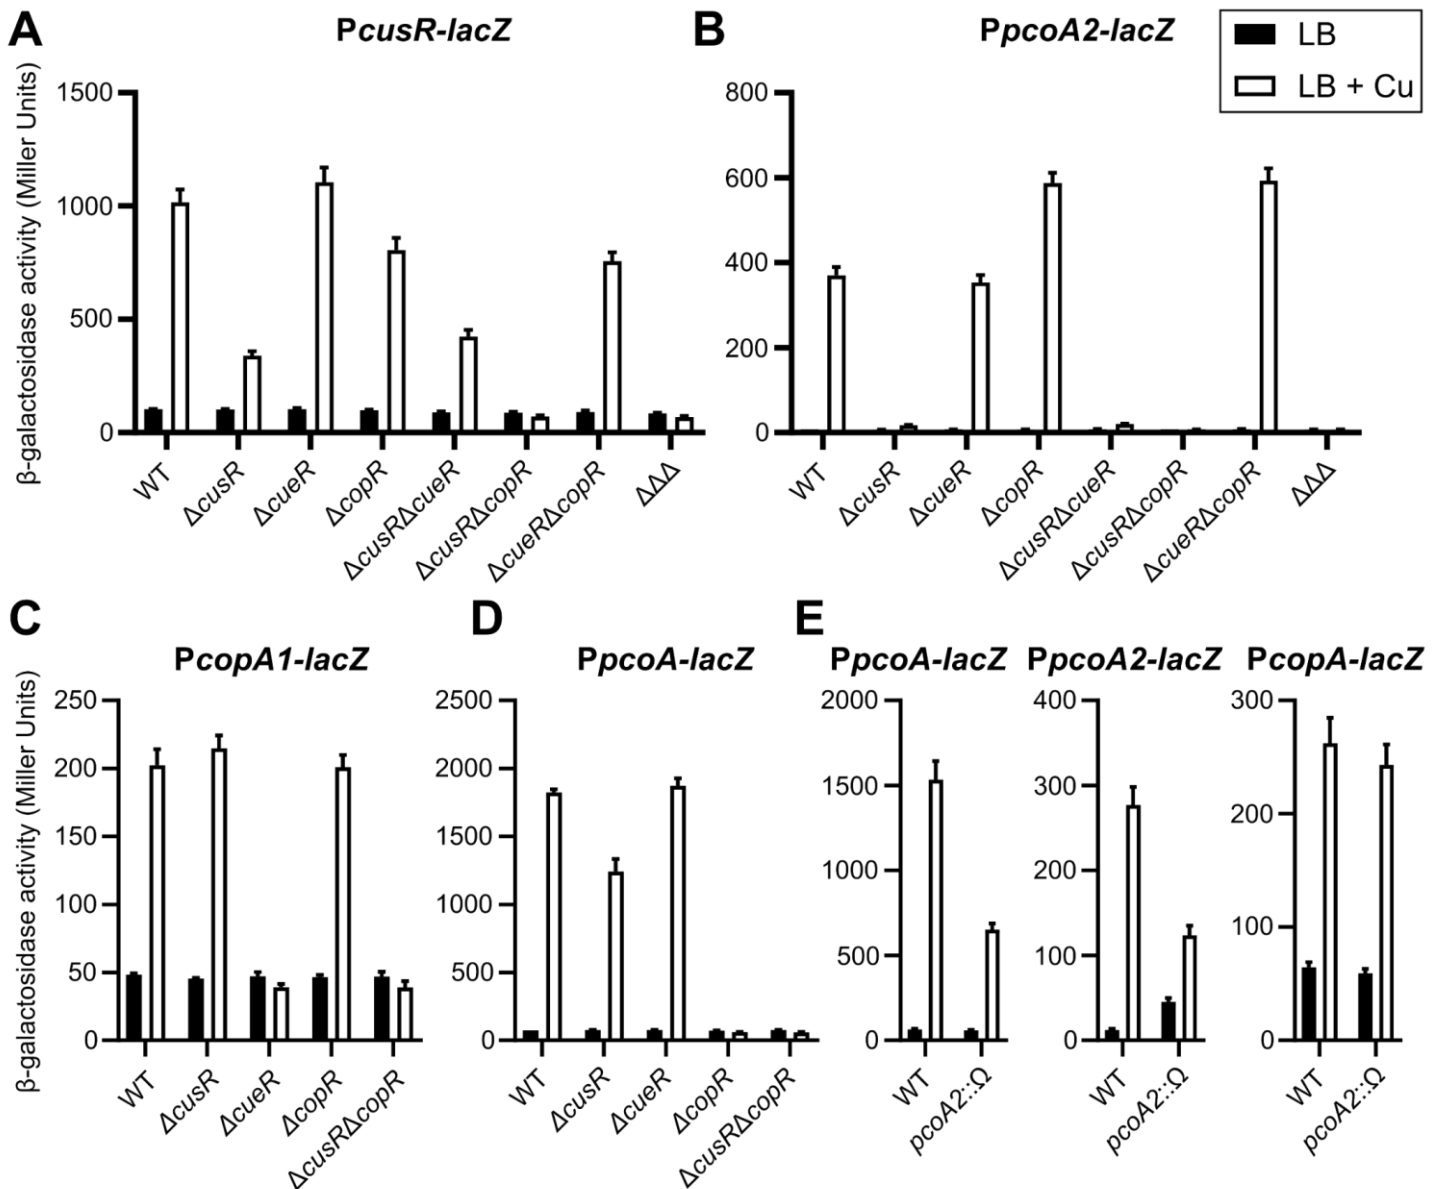 A
PcusR-lacZ
β-galactosidase activity (Miller Units)
1500
1000
500
0
WT
ΔcusR
ΔcueR
ΔcopR
ΔcusRΔcueR
ΔcusRΔcopR
ΔcueRΔcopR
ΔΔΔ
B
PpcoA2-lacZ
LB
LB + Cu
800
600
400
200
0
WT
ΔcusR
ΔcueR
ΔcopR
ΔcusRΔcueR
ΔcusRΔcopR
ΔcueRΔcopR
ΔΔΔ
C
PcopA1-lacZ
β-galactosidase activity (Miller Units)
250
200
150
100
50
0
WT
ΔcusR
ΔcueR
ΔcopR
ΔcusRΔcopR
D
PpcoA-lacZ
2500
2000
1500
1000
500
0
WT
ΔcusR
ΔcueR
ΔcopR
ΔcusRΔcopR
E
PpcoA-lacZ
2000
1500
1000
500
0
WT
pcoA2::Ω
PpcoA2-lacZ
400
300
200
100
0
WT
pcoA2::Ω
PcopA-lacZ
300
200
100
0
WT
pcoA2::Ω